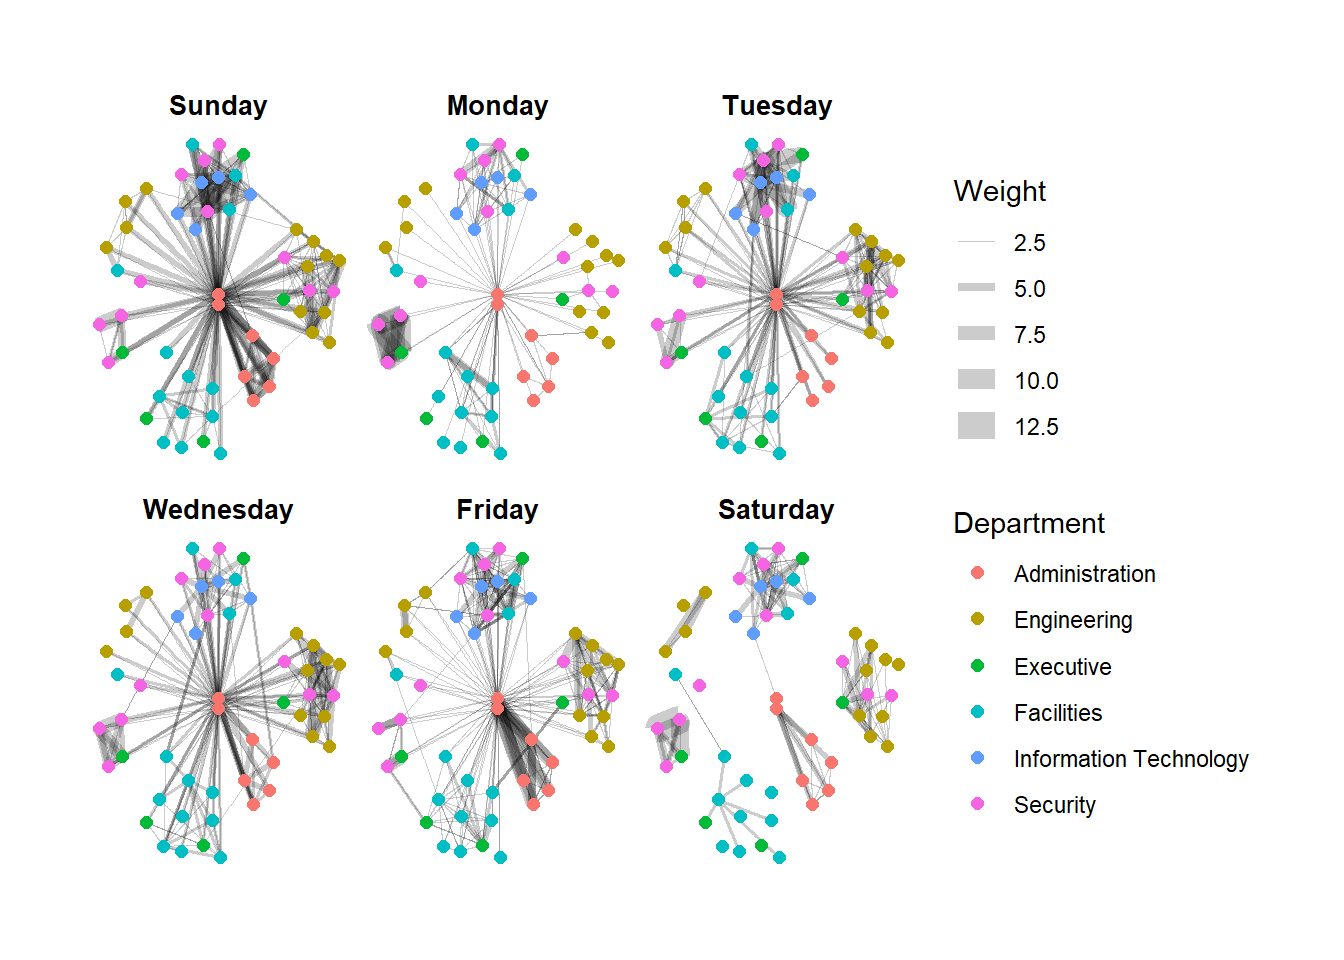 Sunday
Monday
Tuesday
Wednesday
Friday
Saturday
Weight
2.5
5.0
7.5
10.0
12.5
Department
Administration
Engineering
Executive
Facilities
Information Technology
Security